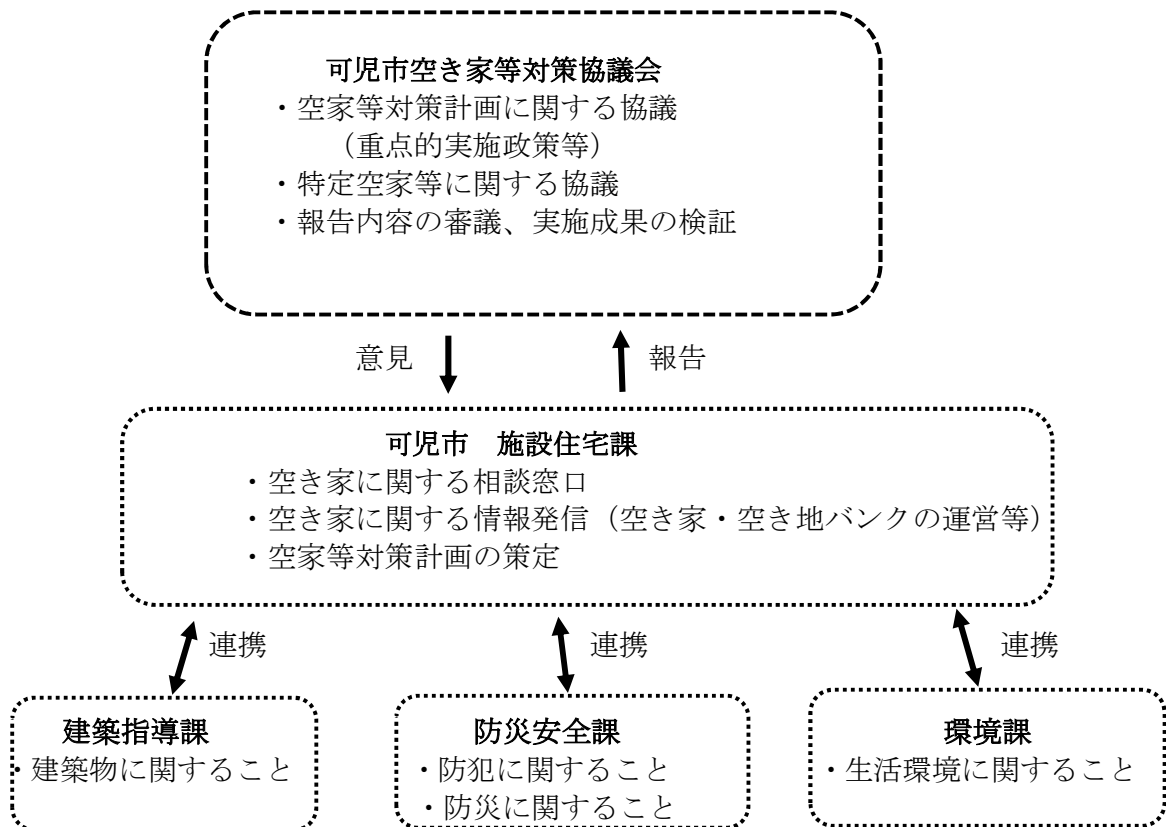 可児市空き家等対策協議会
・空家等対策計画に関する協議
（重点的実施政策等）
・特定空家等に関する協議
・報告内容の審議、実施成果の検証
意見
報告
可児市　施設住宅課
・空き家に関する相談窓口
・空き家に関する情報発信（空き家・空き地バンクの運営等）
・空家等対策計画の策定
連携
連携
連携
建築指導課
・建築物に関すること
防災安全課
・防犯に関すること
・防災に関すること
環境課
・生活環境に関すること